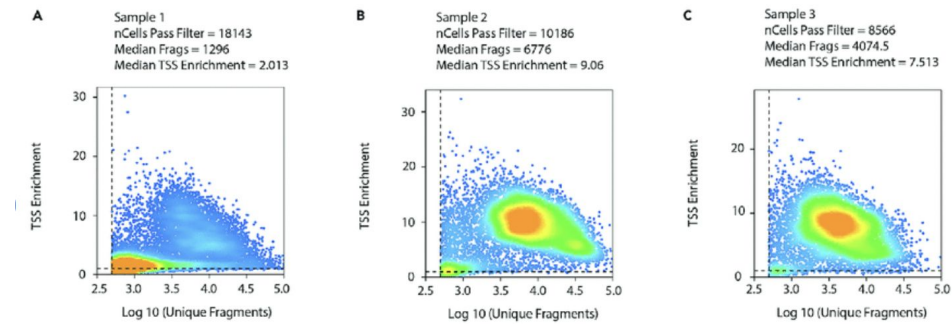 A
Sample 1
nCells Pass Filter = 18143
Median Frags = 1296
Median TSS Enrichment = 2.013
TSS Enrichment
30
20
10
0
2.5 3.0 3.5 4.0 4.5 5.0
Log 10 (Unique Fragments)
B
Sample 2
nCells Pass Filter = 10186
Median Frags = 6776
Median TSS Enrichment = 9.06
TSS Enrichment
30
20
10
0
2.5 3.0 3.5 4.0 4.5 5.0
Log 10 (Unique Fragments)
C
Sample 3
nCells Pass Filter = 8566
Median Frags = 4074.5
Median TSS Enrichment = 7.513
TSS Enrichment
20
10
0
2.5 3.0 3.5 4.0 4.5 5.0
Log 10 (Unique Fragments)